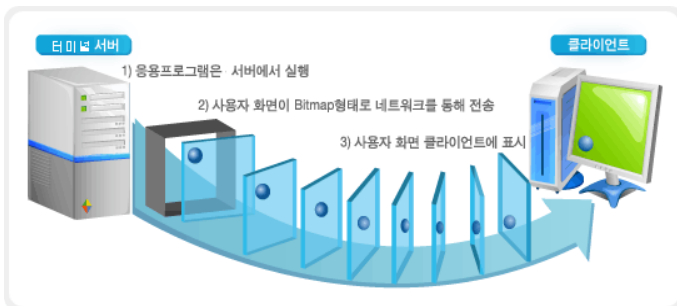 터미널 서버
클라이언트
1) 응용프로그램은 서버에서 실행
2) 사용자 화면이 Bitmap형태로 네트워크를 통해 전송
3) 사용자 화면 클라이언트에 표시